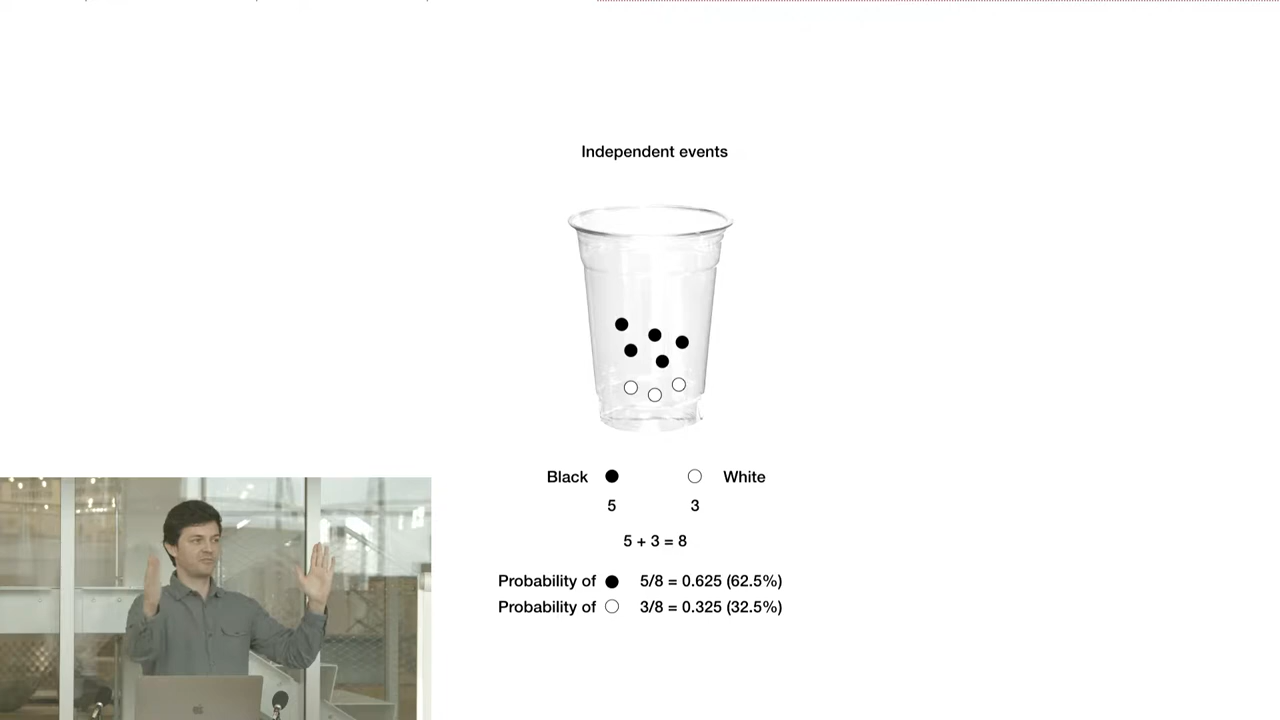 Independent events
Black White
5 3
5 + 3 = 8
Probability of 5/8 = 0.625 (62.5%)
Probability of 3/8 = 0.325 (32.5%)